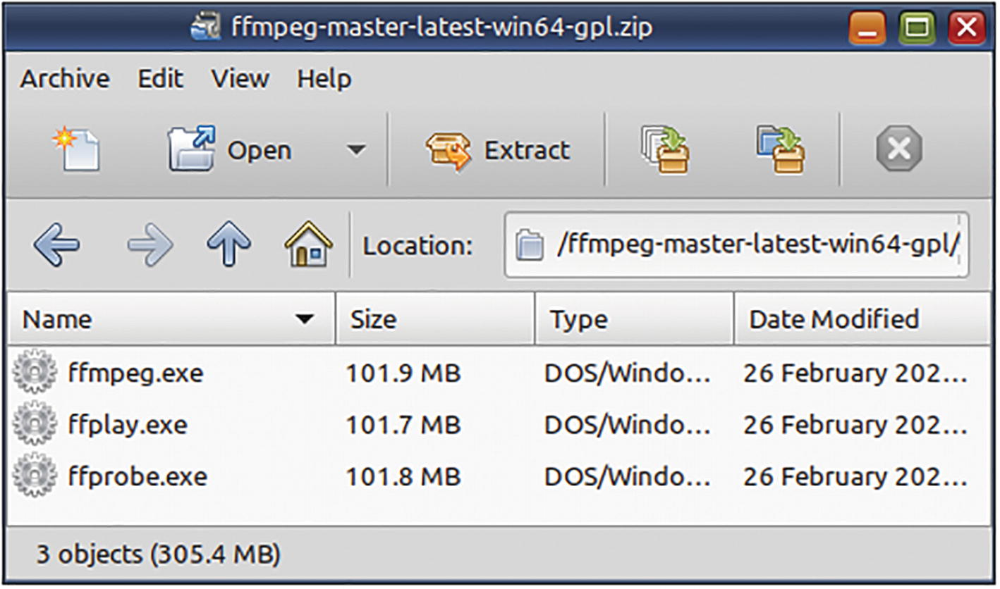 ffmpeg-master-latest-win64-gpl.zip
Archive Edit View Help
Open Extract
Location: /ffmpeg-master-latest-win64-gpl/
Name Size Type Date Modified
ffmpeg.exe 101.9 MB DOS/Windo... 26 February 202...
ffplay.exe 101.7 MB DOS/Windo... 26 February 202...
ffprobe.exe 101.8 MB DOS/Windo... 26 February 202...
3 objects (305.4 MB)